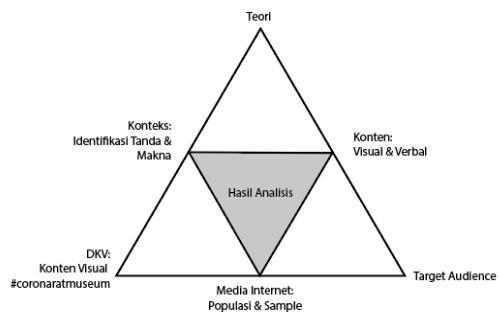 Teori
Konteks:
Identifikasi Tanda &
Makna
Konten:
Visual & Verbal
Hasil Analisis
DKV:
Konten Visual
#coronaratmuseum
Target Audience
Media Internet:
Populasi & Sample